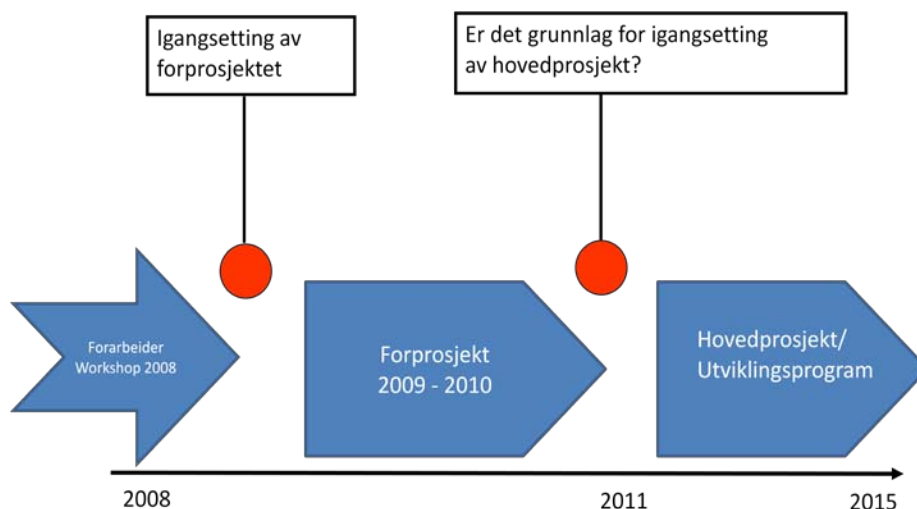 Igangsetting av
forprosjektet
Er det grunnlag for igangsetting
av hovedprosjekt?
Forarbeider
Workshop 2008
Forprosjekt
2009 - 2010
Hovedprosjekt/
Utviklingsprogram
2008
2011
2015